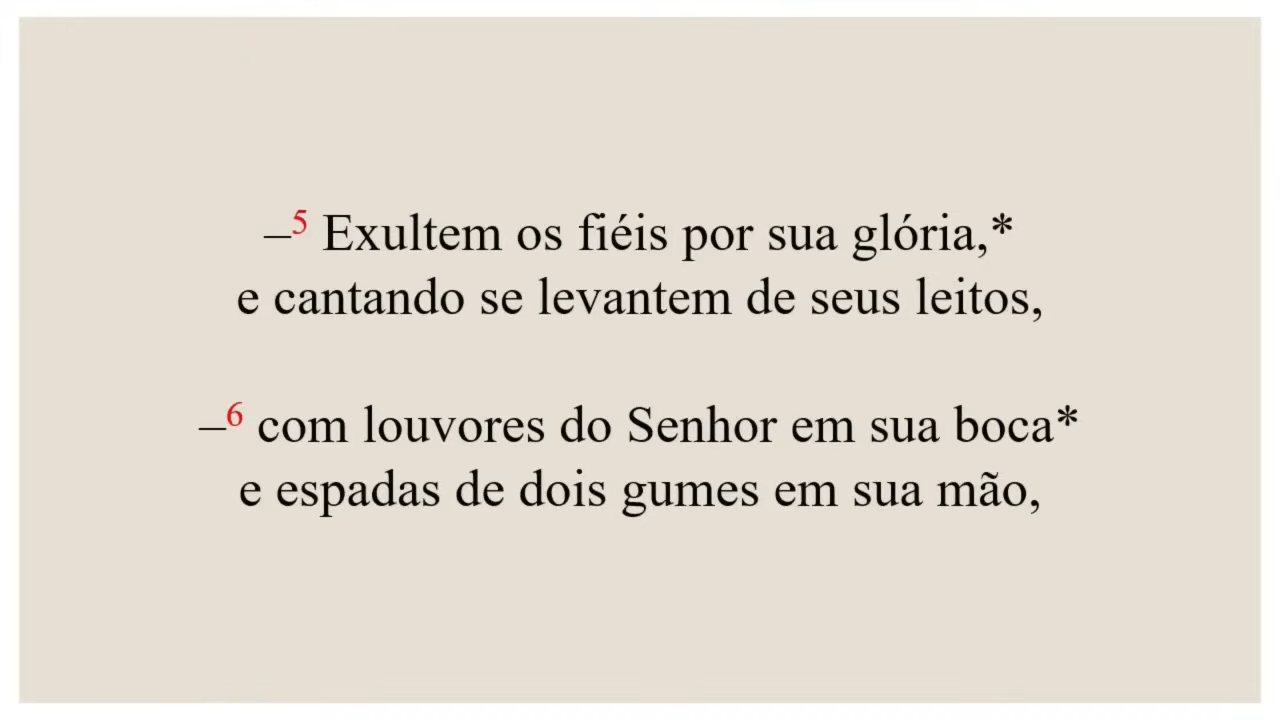 –5 Exultem os fiéis por sua glória,*
e cantando se levantem de seus leitos,
–6 com louvores do Senhor em sua boca*
e espadas de dois gumes em sua mão,